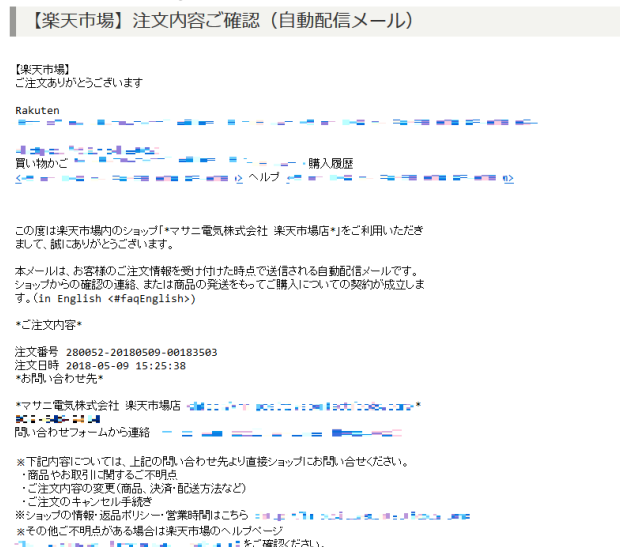 【楽天市場】注文内容ご確認（自動配信メール）
【楽天市場】
ご注文ありがとうございます
Rakuten
買い物かご 購入履歴
ヘルプ
この度は楽天市場内のショップ「*マサニ電気株式会社 楽天市場店*」をご利用いただき
まして、誠にありがとうございます。
本メールは、お客様のご注文情報を受け付けた時点で送信される自動配信メールです。
ショップからの確認の連絡、または商品の発送をもってご購入についての契約が成立しま
す。(in English <#faqEnglish>)
*ご注文内容*
注文番号 280052-20180509-00183503
注文日時 2018-05-09 15:25:38
*お問い合わせ先*
*マサニ電気株式会社 楽天市場店 *
問い合わせフォームから連絡
※下記内容については、上記の問い合わせ先より直接ショップにお問い合せください。
・商品やお取引に関するご不明点
・ご注文内容の変更(商品、決済・配送方法など)
・ご注文のキャンセル手続き
※ショップの情報・返品ポリシー・営業時間はこちら
※その他ご不明点がある場合は楽天市場のヘルプページ
をご確認ください。